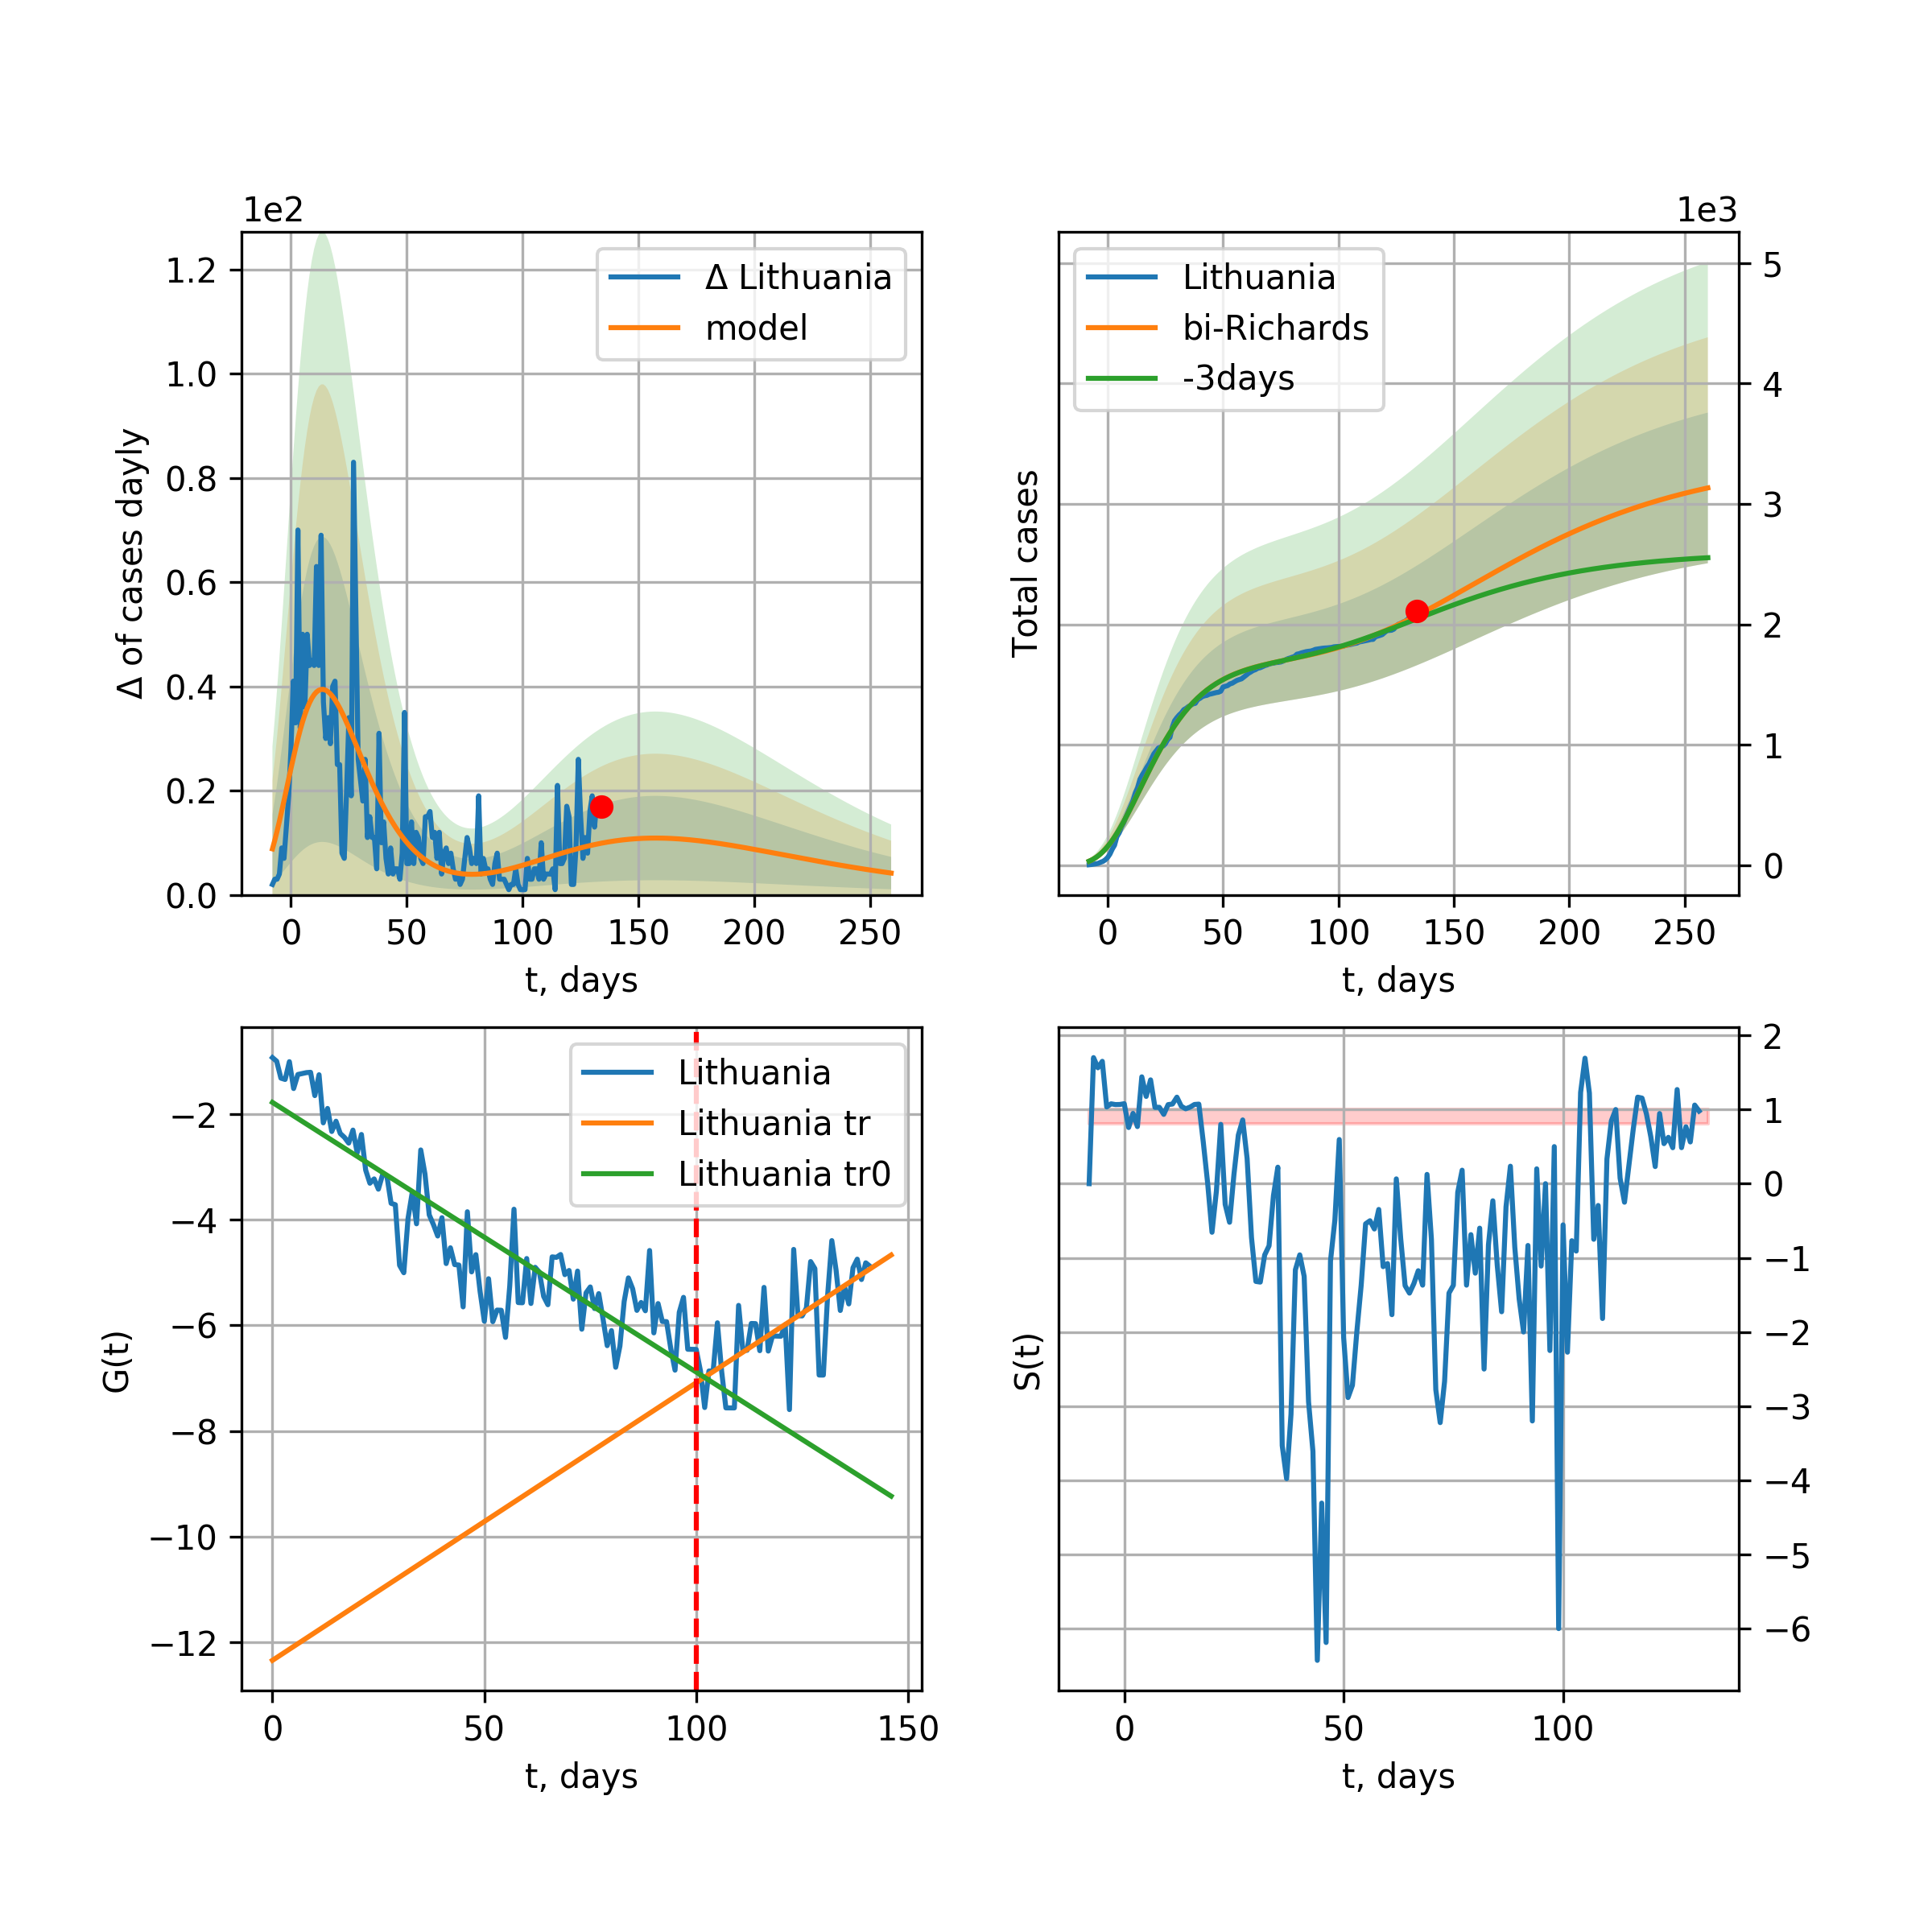 1e2
Δ of cases dayly
1.2
1.0
0.8
0.6
0.4
0.2
0.0
Δ Lithuania
model
0 50 100 150 200 250
t, days
1e3
Total cases
Lithuania
bi-Richards
-3days
5
4
3
2
1
0
0 50 100 150 200 250
t, days
G(t)
−2
−4
−6
−8
−10
−12
Lithuania
Lithuania tr
Lithuania tr0
0 50 100 150
t, days
S(t)
2
1
0
−1
−2
−3
−4
−5
−6
0 50 100
t, days